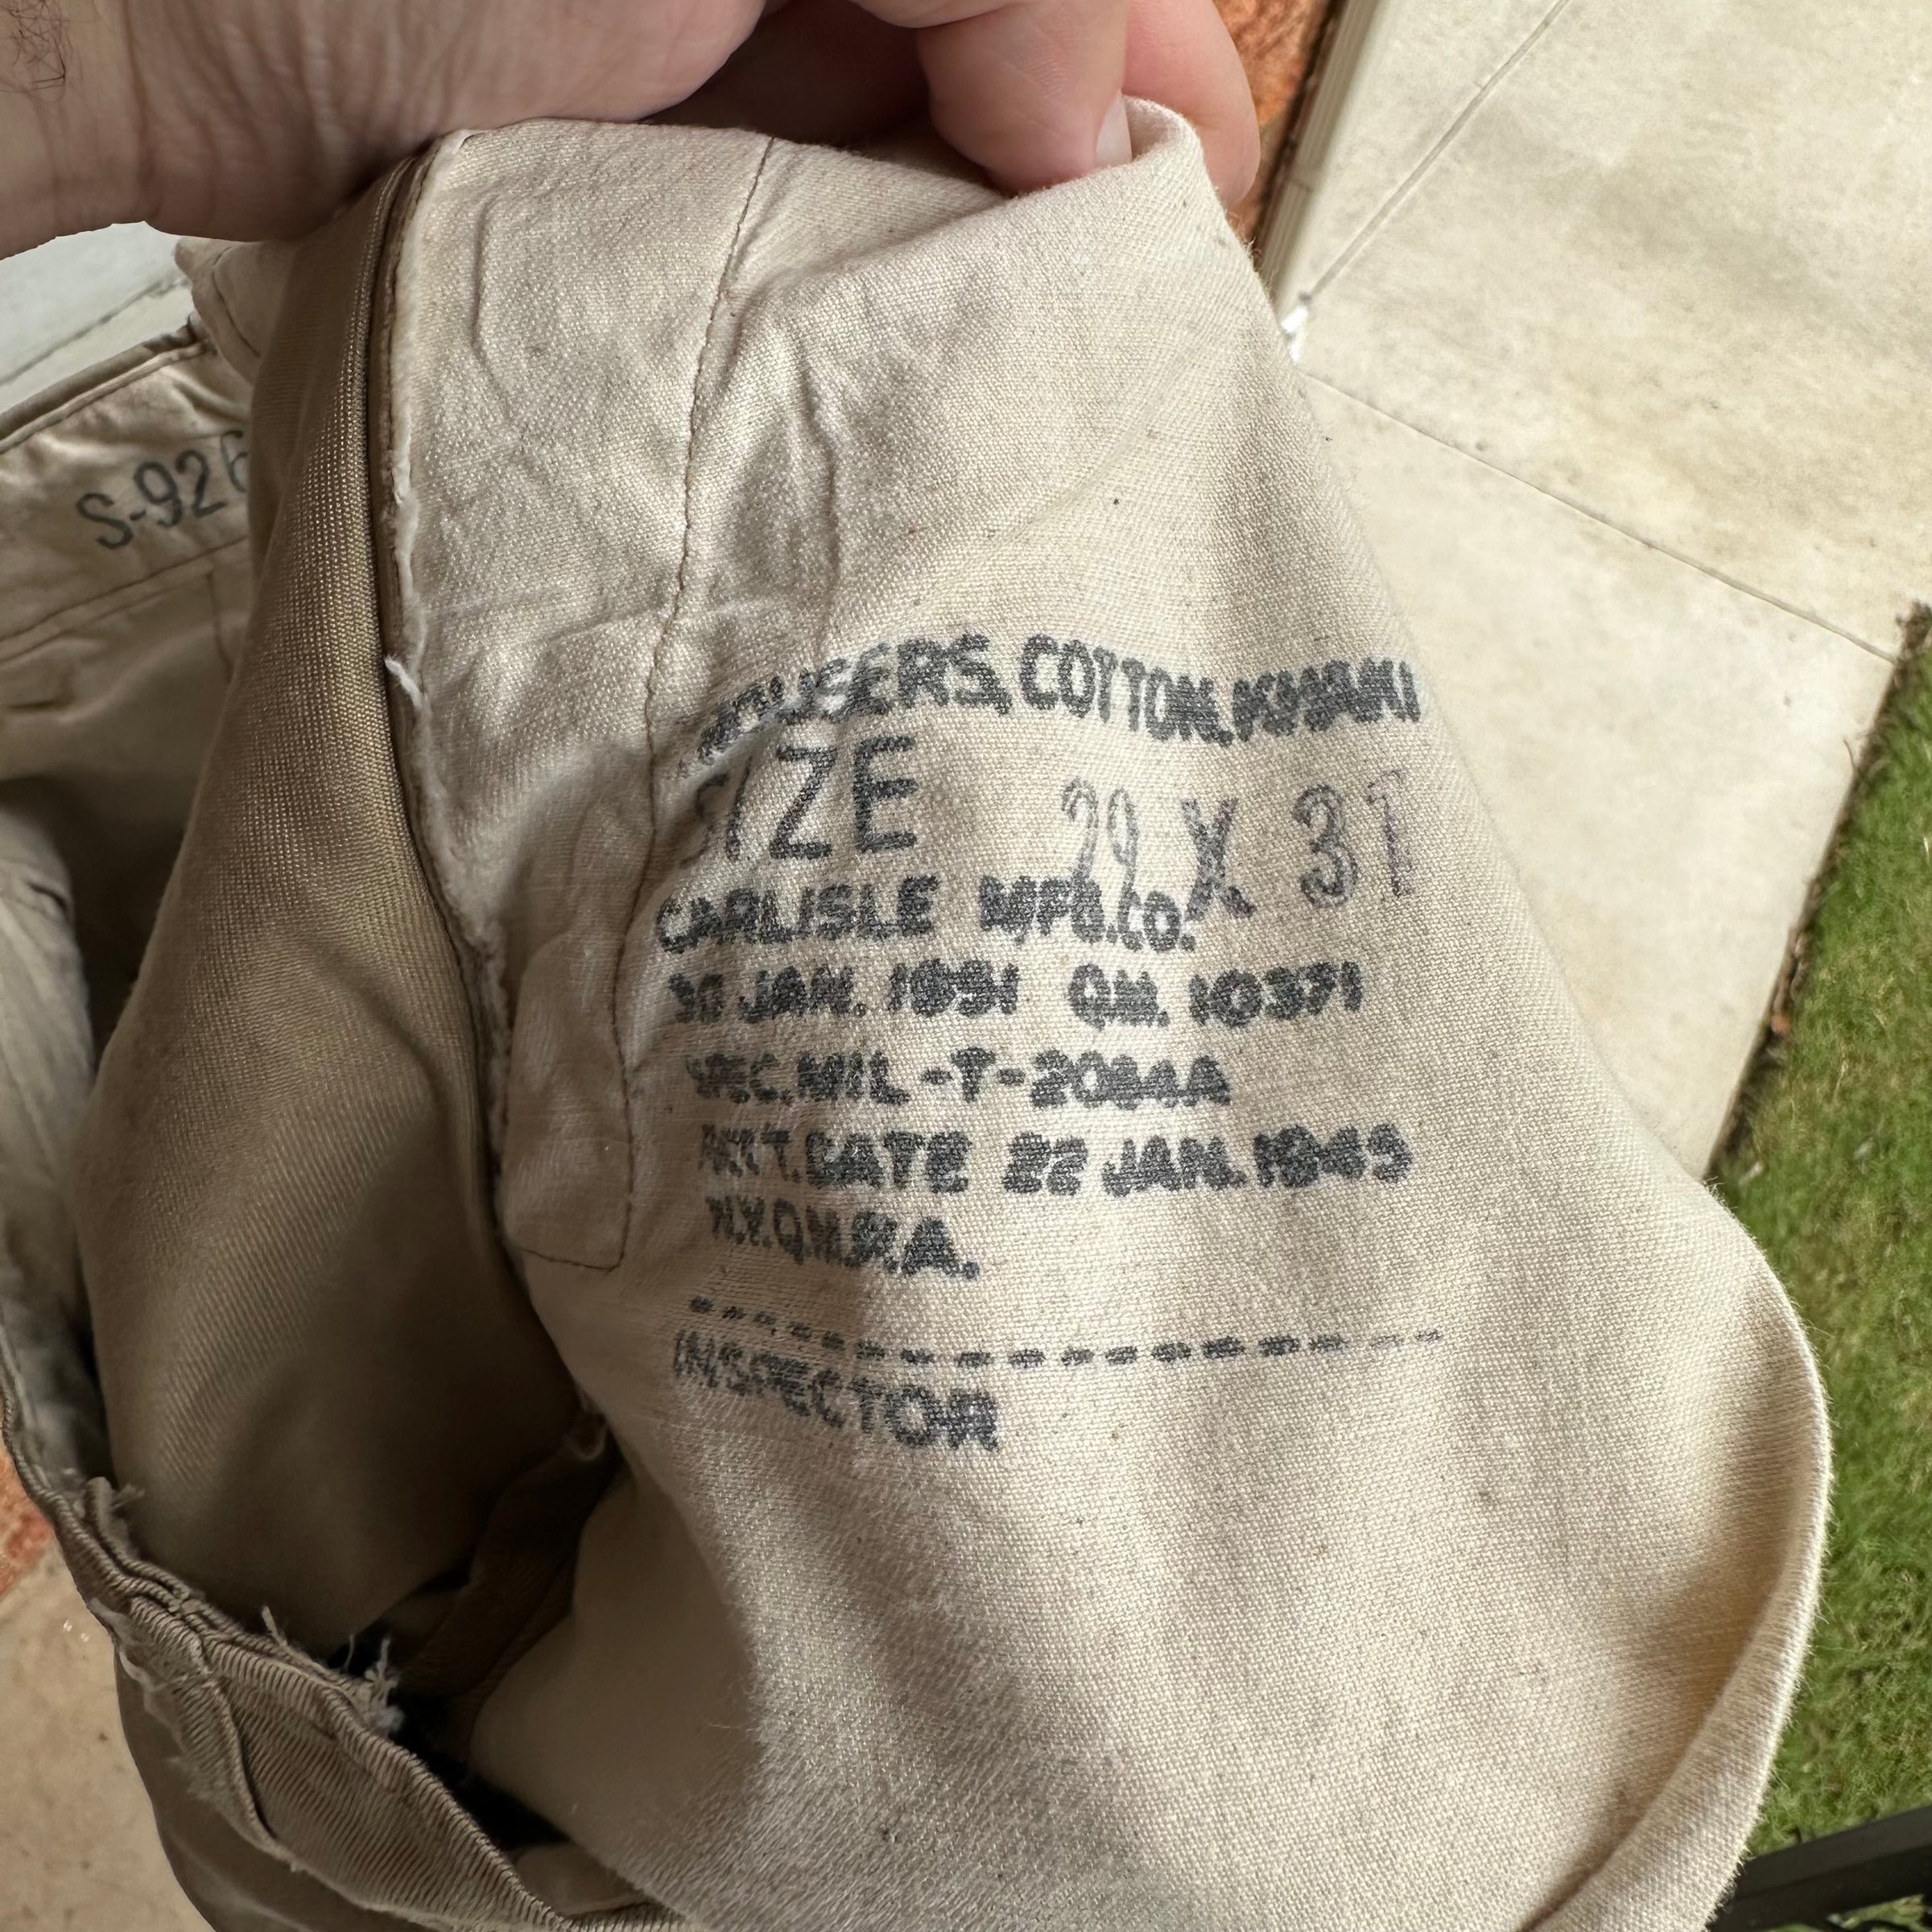 S-926
TROUSERS, COTTON, KHAKI
SIZE 29 X 31
CARLISLE MFG. CO.
30 JAN. 1951 QM. 10371
SPEC. MIL-T-2084A
PATT. DATE 22 JAN. 1949
N.Y.Q.M.P.A.
INSPECTOR